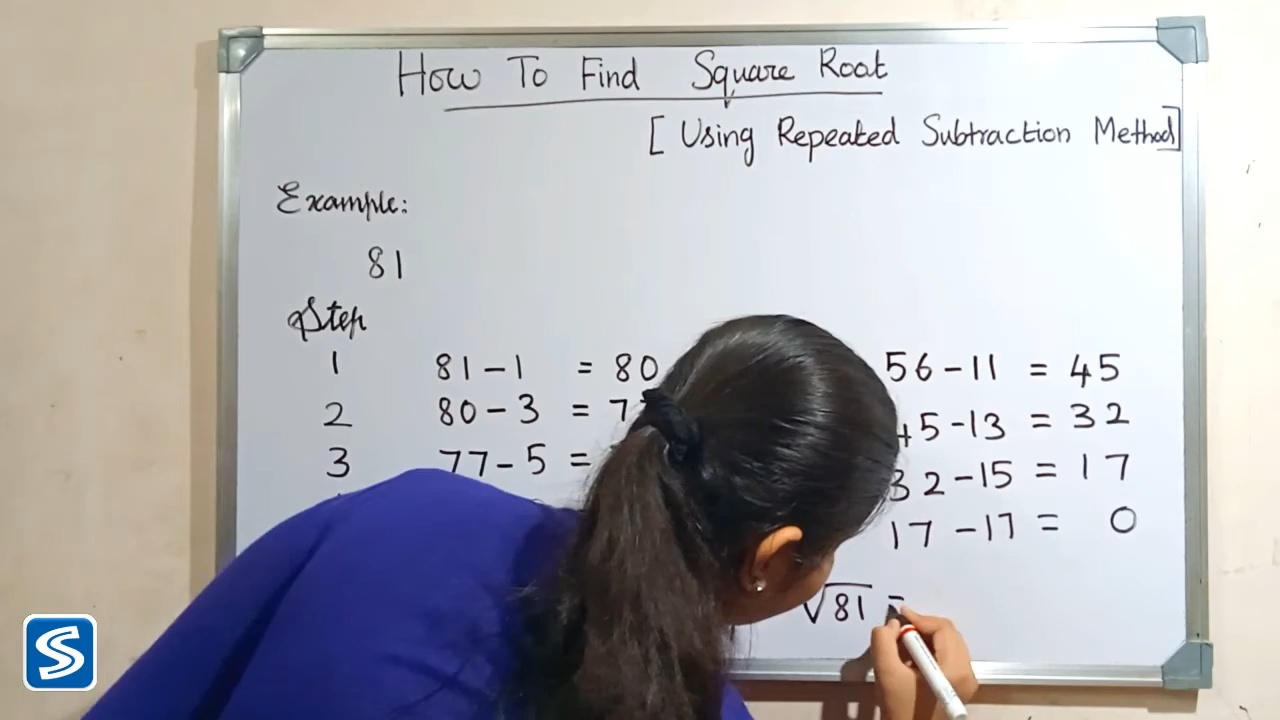 How To Find Square Root
[ Using Repeated Subtraction Method]
Example:
81
Step
1 81 - 1 = 80
2 80 - 3 = 7
3 77 - 5 =
56 - 11 = 45
45 - 13 = 32
32 - 15 = 17
17 - 17 = 0
√81 =
S